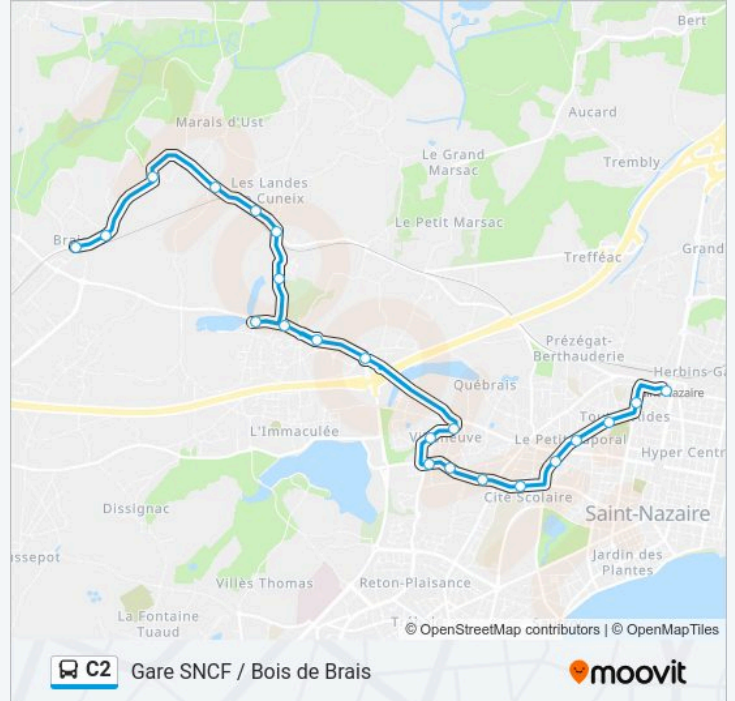 Bert
Aucard
Marais d'Ust
Le Grand
Marsac
Trembly
Les Landes
Cuneix
Le Petit Marsac
Grand
Trefféac
Prézégat-
Berthauderie
Herbins-Ga
Québrais
L'Immaculée
Le Petit
Hyper Centr
Cité Scolaire
Dissignac
Saint-Nazaire
ussepot
Jardin des
Plantes
Villès Thomas
Reton-Plaisance
La Fontaine
Tuaud
© OpenStreetMap contributors | © OpenMapTiles
C2 Gare SNCF / Bois de Brais
moovit